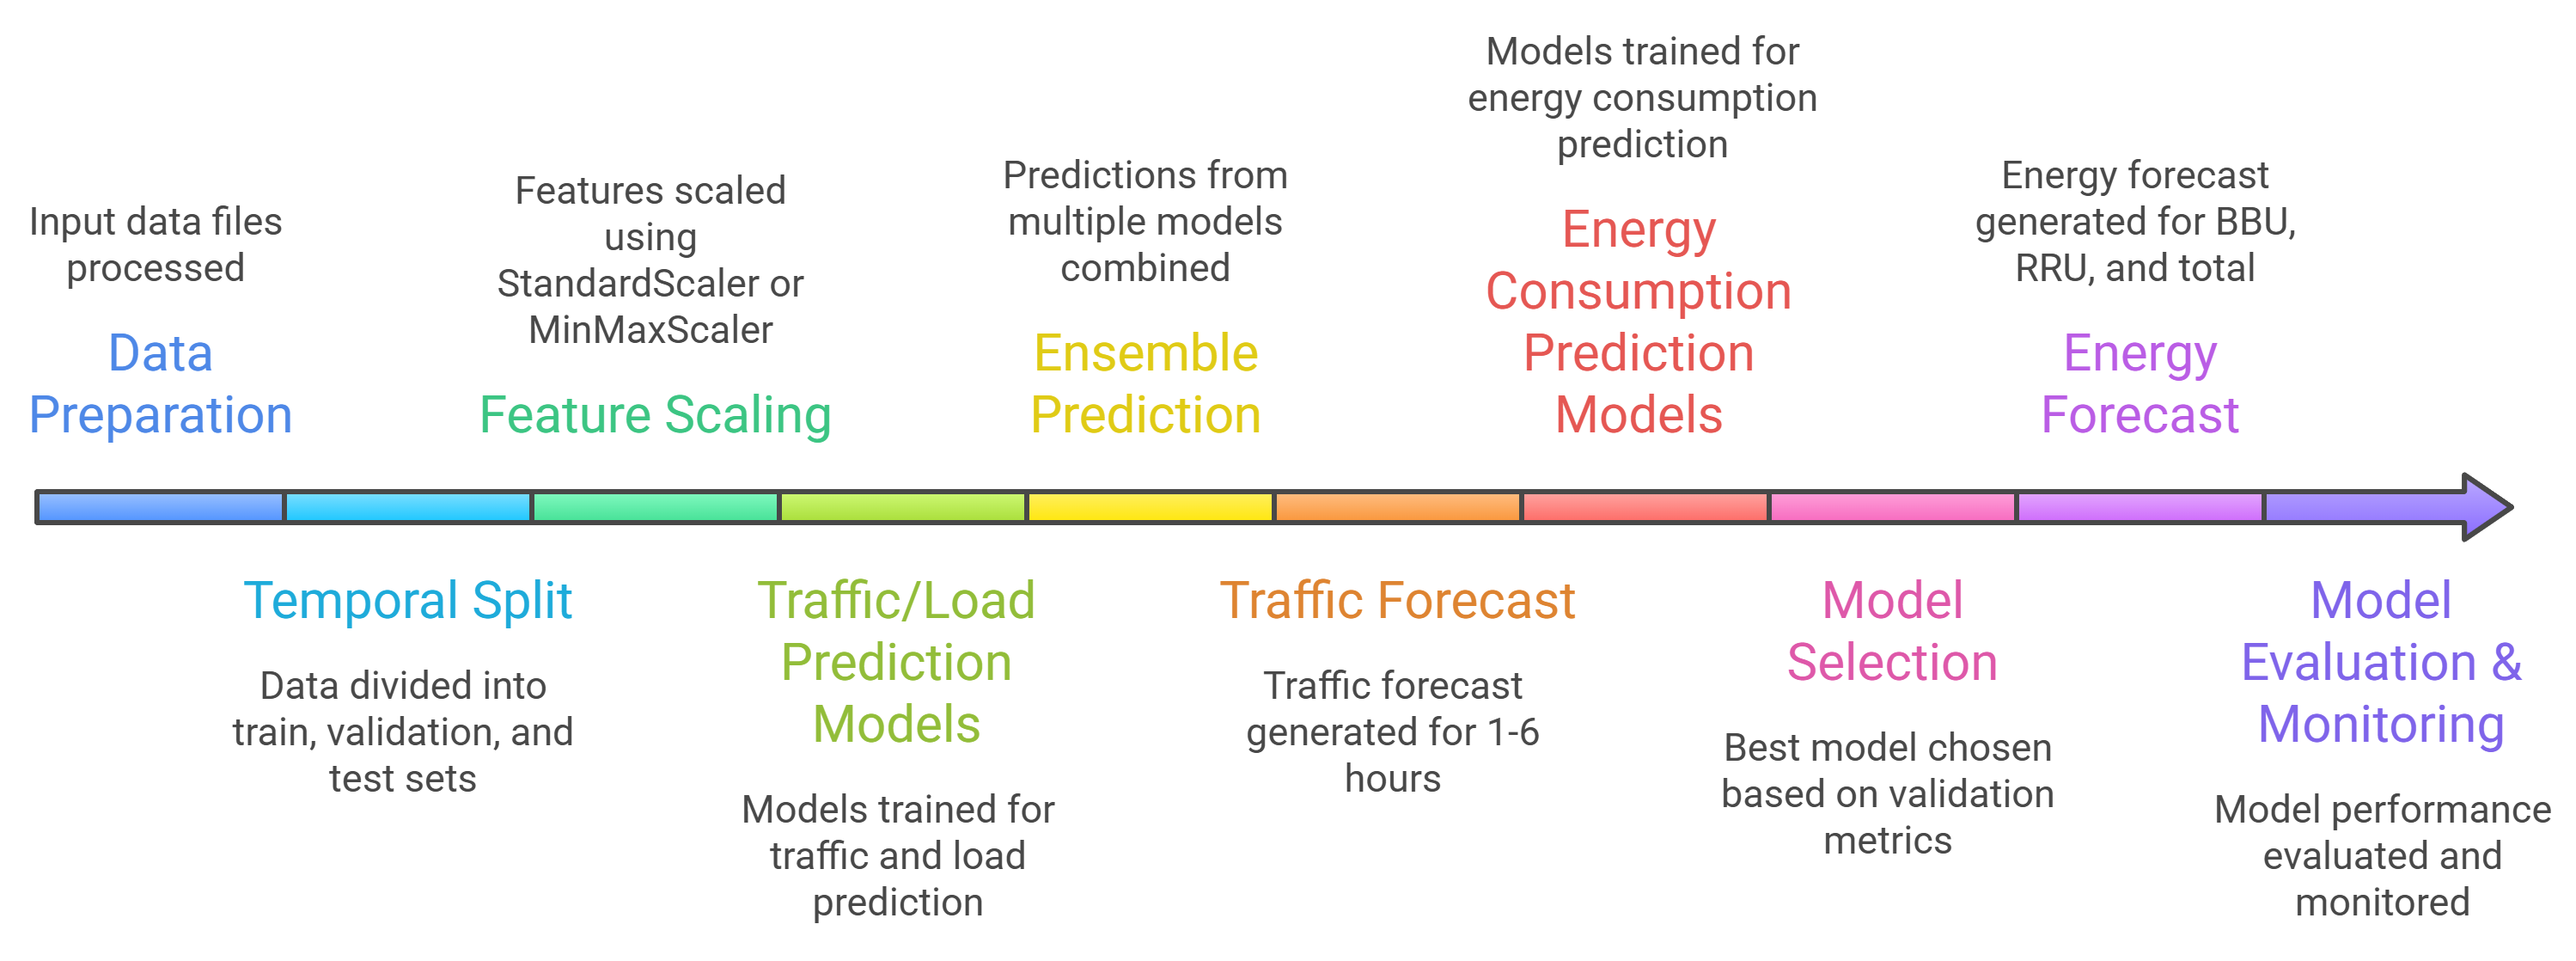 Input data files
processed
Data
Preparation
Temporal Split
Data divided into
train, validation, and
test sets
Features scaled
using
StandardScaler or
MinMaxScaler
Feature Scaling
Traffic/Load
Prediction
Models
Models trained for
traffic and load
prediction
Predictions from
multiple models
combined
Ensemble
Prediction
Traffic Forecast
Traffic forecast
generated for 1-6
hours
Models trained for
energy consumption
prediction
Energy
Consumption
Prediction
Models
Model
Selection
Best model chosen
based on validation
metrics
Energy forecast
generated for BBU,
RRU, and total
Energy
Forecast
Model
Evaluation &
Monitoring
Model performance
evaluated and
monitored